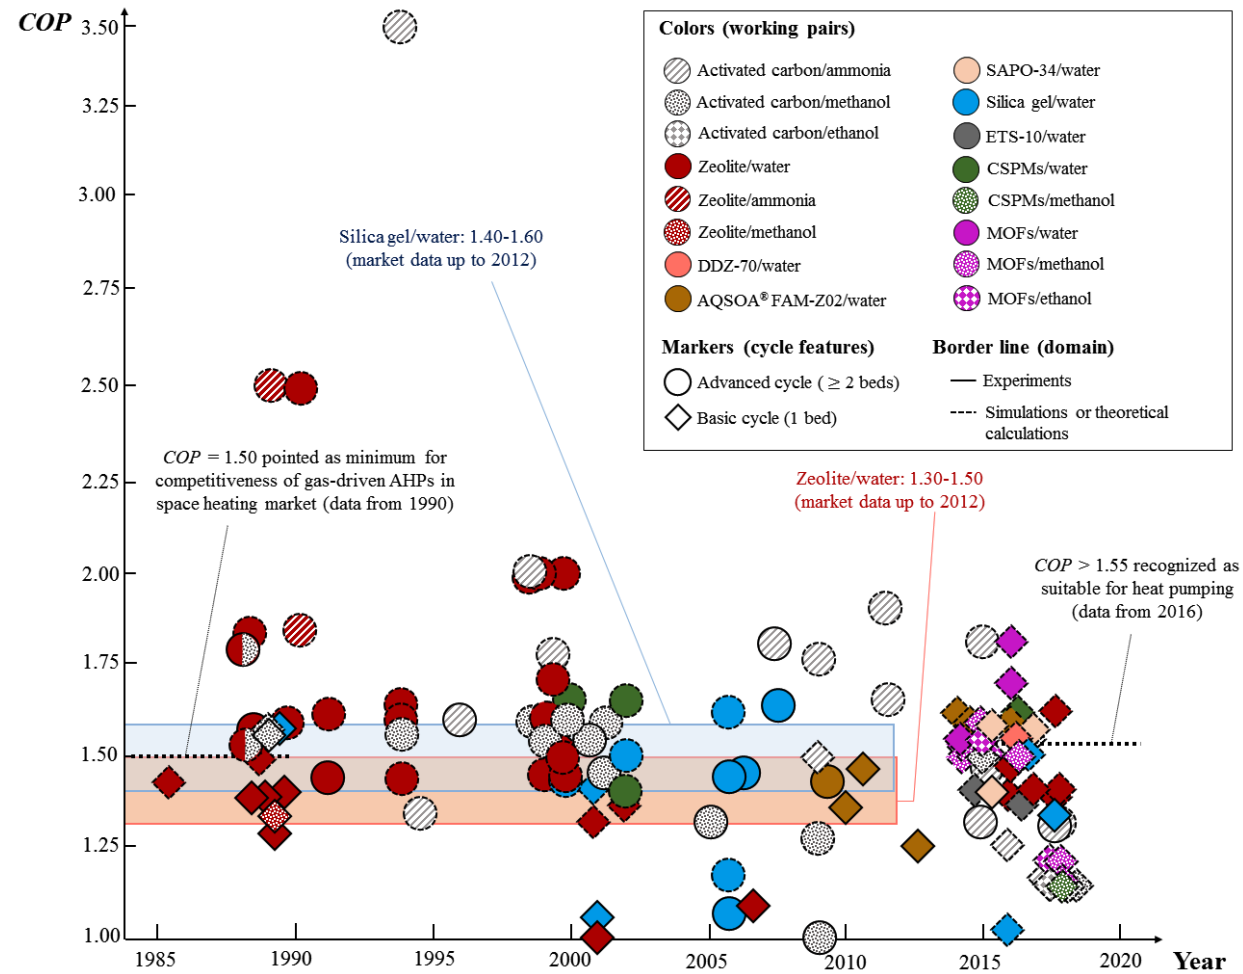 COP
3.50
3.25
3.00
2.75
2.50
2.25
2.00
1.75
1.50
1.25
1.00
1985
1990
1995
2000
2005
2010
2015
2020
Year
Colors (working pairs)
Activated carbon/ammonia
Activated carbon/methanol
Activated carbon/ethanol
Zeolite/water
Zeolite/ammonia
Zeolite/methanol
DDZ-70/water
AQSOA® FAM-Z02/water
SAPO-34/water
Silica gel/water
ETS-10/water
CSPMs/water
CSPMs/methanol
MOFs/water
MOFs/methanol
MOFs/ethanol
Markers (cycle features)
Advanced cycle ( ≥ 2 beds)
Basic cycle (1 bed)
Border line (domain)
Experiments
Simulations or theoretical
calculations
Silica gel/water: 1.40-1.60
(market data up to 2012)
COP = 1.50 pointed as minimum for
competitiveness of gas-driven AHPs in
space heating market (data from 1990)
Zeolite/water: 1.30-1.50
(market data up to 2012)
COP > 1.55 recognized as
suitable for heat pumping
(data from 2016)